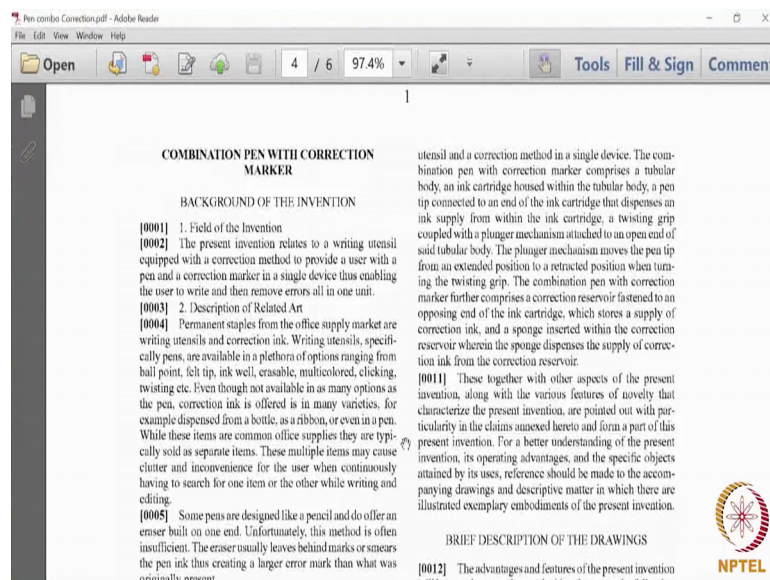 Pen combo Correction.pdf - Adobe Reader
File Edit View Window Help
Open 4 / 6 97.4% Tools Fill & Sign Commen
1
COMBINATION PEN WITH CORRECTION
MARKER
BACKGROUND OF THE INVENTION
[0001] 1. Field of the Invention
[0002] The present invention relates to a writing utensil
equipped with a correction method to provide a user with a
pen and a correction marker in a single device thus enabling
the user to write and then remove errors all in one unit.
[0003] 2. Description of Related Art
[0004] Permanent staples from the office supply market are
writing utensils and correction ink. Writing utensils, specifi-
cally pens, are available in a plethora of options ranging from
ball point, felt tip, ink well, erasable, multicolored, clicking,
twisting etc. Even though not available in as many options as
the pen, correction ink is offered is in many varieties, for
example dispensed from a bottle, as a ribbon, or even in a pen.
While these items are common office supplies they are typi-
cally sold as separate items. These multiple items may cause
clutter and inconvenience for the user when continuously
having to search for one item or the other while writing and
editing.
[0005] Some pens are designed like a pencil and do offer an
eraser built on one end. Unfortunately, this method is often
insufficient. The eraser usually leaves behind marks or smears
the pen ink thus creating a larger error mark than what was
originally present.
utensil and a correction method in a single device. The com-
bination pen with correction marker comprises a tubular
body, an ink cartridge housed within the tubular body, a pen
tip connected to an end of the ink cartridge that dispenses an
ink supply from within the ink cartridge, a twisting grip
coupled with a plunger mechanism attached to an open end of
said tubular body. The plunger mechanism moves the pen tip
from an extended position to a retracted position when turn-
ing the twisting grip. The combination pen with correction
marker further comprises a correction reservoir fastened to an
opposing end of the ink cartridge, which stores a supply of
correction ink, and a sponge inserted within the correction
reservoir wherein the sponge dispenses the supply of correc-
tion ink from the correction reservoir.
[0011] These together with other aspects of the present
invention, along with the various features of novelty that
characterize the present invention, are pointed out with par-
ticularity in the claims annexed hereto and form a part of this
present invention. For a better understanding of the present
invention, its operating advantages, and the specific objects
attained by its uses, reference should be made to the accom-
panying drawings and descriptive matter in which there are
illustrated exemplary embodiments of the present invention.
BRIEF DESCRIPTION OF THE DRAWINGS
[0012] The advantages and features of the present invention
NPTEL